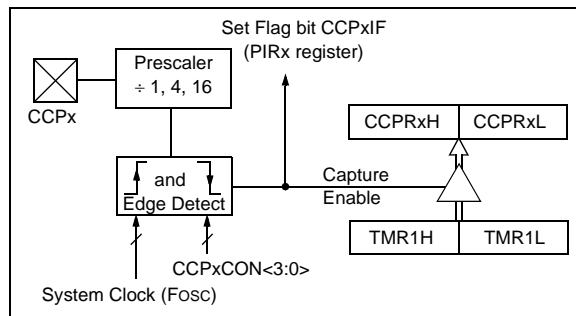 Set Flag bit CCPxIF
(PIRx register)
Prescaler
÷ 1, 4, 16
CCPx
CCPRxH CCPRxL
and
Edge Detect
Capture
Enable
TMR1H TMR1L
CCPxCON<3:0>
System Clock (FOSC)